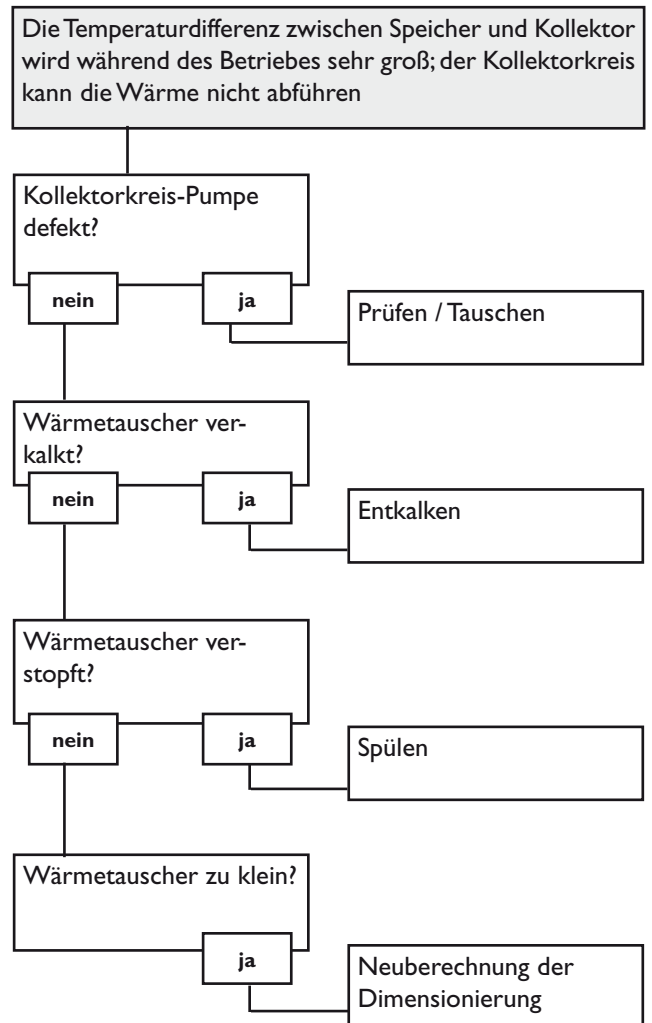 Die Temperaturdifferenz zwischen Speicher und Kollektor
wird während des Betriebes sehr groß; der Kollektorkreis
kann die Wärme nicht abführen
Kollektorkreis-Pumpe
defekt?
nein
ja
Prüfen / Tauschen
Wärmetauscher ver-
kalkt?
nein
ja
Entkalken
Wärmetauscher ver-
stopft?
nein
ja
Spülen
Wärmetauscher zu klein?
ja
Neuberechnung der
Dimensionierung